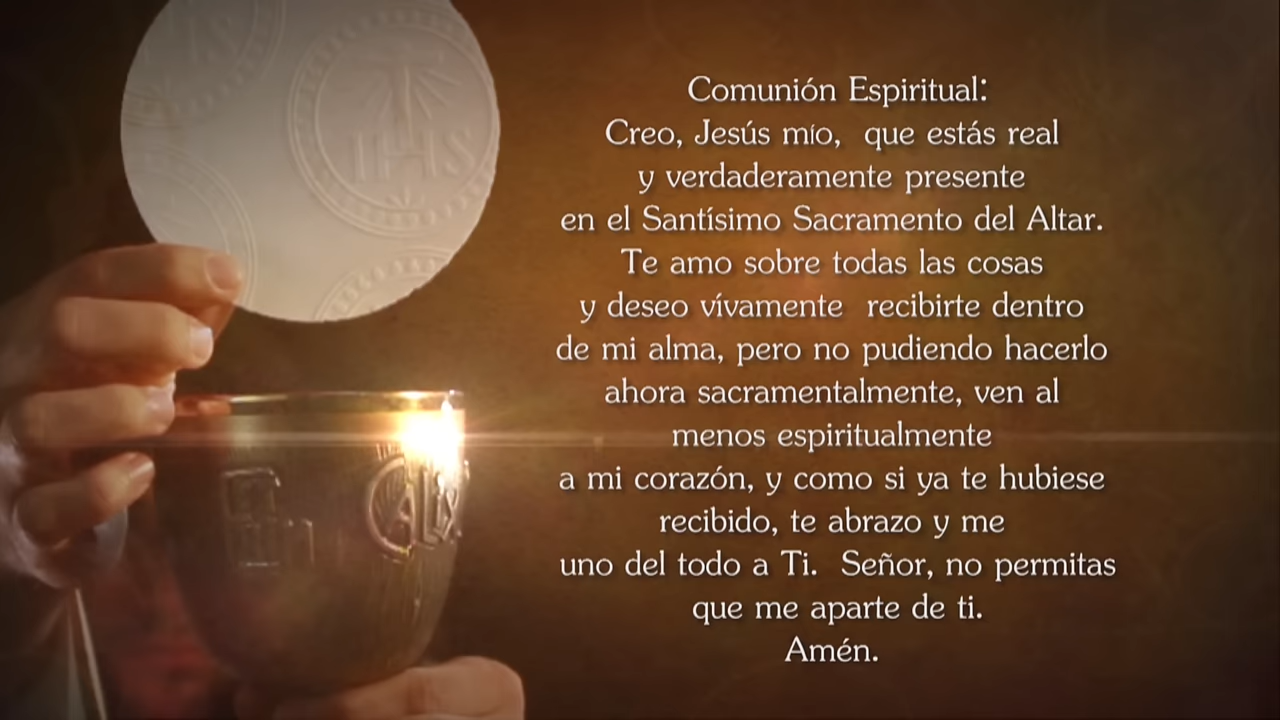 IHS
Comunión Espiritual:
Creo, Jesús mío, que estás real
y verdaderamente presente
en el Santísimo Sacramento del Altar.
Te amo sobre todas las cosas
y deseo vívamente recibirte dentro
de mi alma, pero no pudiendo hacerlo
ahora sacramentalmente, ven al
menos espiritualmente
a mi corazón, y como si ya te hubiese
recibido, te abrazo y me
uno del todo a Ti. Señor, no permitas
que me aparte de ti.
Amén.